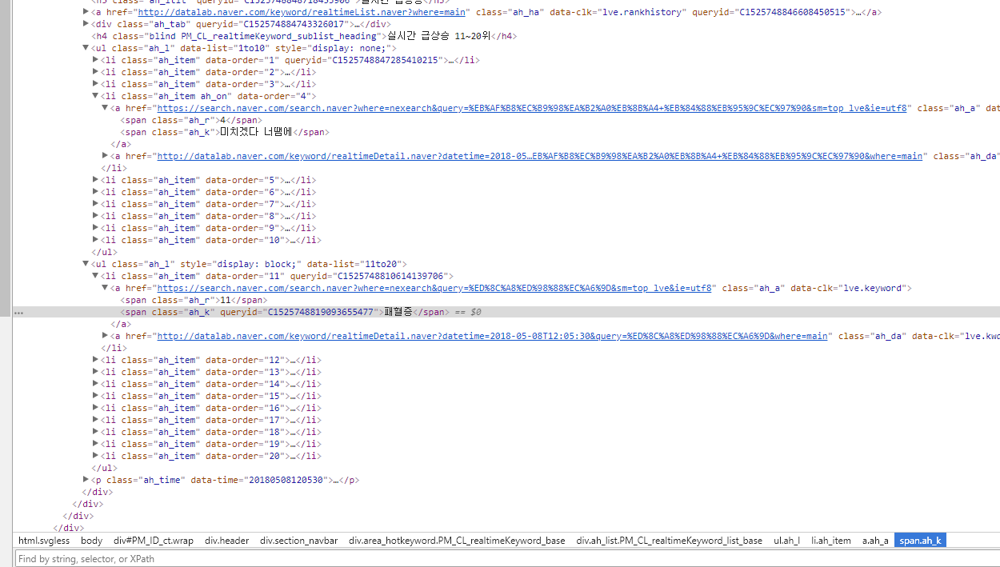 ▶<a href="http://datalab.naver.com/keyword/realtimeList.naver?where=main" class="ah_ha" data-clk="lve.rankhistory" queryid="C1525748846608450515">…</a>
▶<div class="ah_tab" queryid="C152574884743326017">…</div>
<h4 class="blind PM_CL_realtimeKeyword_sublist_heading">실시간 급상승 11~20위</h4>
▼<ul class="ah_l" data-list="1to10" style="display: none;">
▶<li class="ah_item" data-order="1" queryid="C1525748847285410215">…</li>
▶<li class="ah_item" data-order="2">…</li>
▶<li class="ah_item" data-order="3">…</li>
▼<li class="ah_item ah_on" data-order="4">
▼<a href="https://search.naver.com/search.naver?where=nexearch&query=%EB%AF%B8%EC%B9%98%EA%B2%A0%EB%8B%A4+%EB%84%88%EB%95%9C%EC%97%90&sm=top_lve&ie=utf8" class="ah_a" dat
<span class="ah_r">4</span>
<span class="ah_k">미치겠다 너땜에</span>
</a>
▶<a href="http://datalab.naver.com/keyword/realtimeDetail.naver?datetime=2018-05…EB%AF%B8%EC%B9%98%EA%B2%A0%EB%8B%A4+%EB%84%88%EB%95%9C%EC%97%90&where=main" class="ah_da"
</li>
▶<li class="ah_item" data-order="5">…</li>
▶<li class="ah_item" data-order="6">…</li>
▶<li class="ah_item" data-order="7">…</li>
▶<li class="ah_item" data-order="8">…</li>
▶<li class="ah_item" data-order="9">…</li>
▶<li class="ah_item" data-order="10">…</li>
</ul>
▼<ul class="ah_l" style="display: block;" data-list="11to20">
▼<li class="ah_item" data-order="11" queryid="C1525748810614139706">
▼<a href="https://search.naver.com/search.naver?where=nexearch&query=%ED%8C%A8%ED%98%88%EC%A6%9D&sm=top_lve&ie=utf8" class="ah_a" data-clk="lve.keyword">
<span class="ah_r">11</span>
… <span class="ah_k" queryid="C1525748819093655477">패혈증</span> == $0
</a>
▶<a href="http://datalab.naver.com/keyword/realtimeDetail.naver?datetime=2018-05-08T12:05:30&query=%ED%8C%A8%ED%98%88%EC%A6%9D&where=main" class="ah_da" data-clk="lve.kwd
</li>
▶<li class="ah_item" data-order="12">…</li>
▶<li class="ah_item" data-order="13">…</li>
▶<li class="ah_item" data-order="14">…</li>
▶<li class="ah_item" data-order="15">…</li>
▶<li class="ah_item" data-order="16">…</li>
▶<li class="ah_item" data-order="17">…</li>
▶<li class="ah_item" data-order="18">…</li>
▶<li class="ah_item" data-order="19">…</li>
▶<li class="ah_item" data-order="20">…</li>
</ul>
▶<p class="ah_time" data-time="20180508120530">…</p>
</div>
</div>
</div>
</div>
html.svgless body div#PM_ID_ct.wrap div.header div.section_navbar div.area_hotkeyword.PM_CL_realtimeKeyword_base div.ah_list.PM_CL_realtimeKeyword_list_base ul.ah_l li.ah_item a.ah_a span.ah_k
Find by string, selector, or XPath